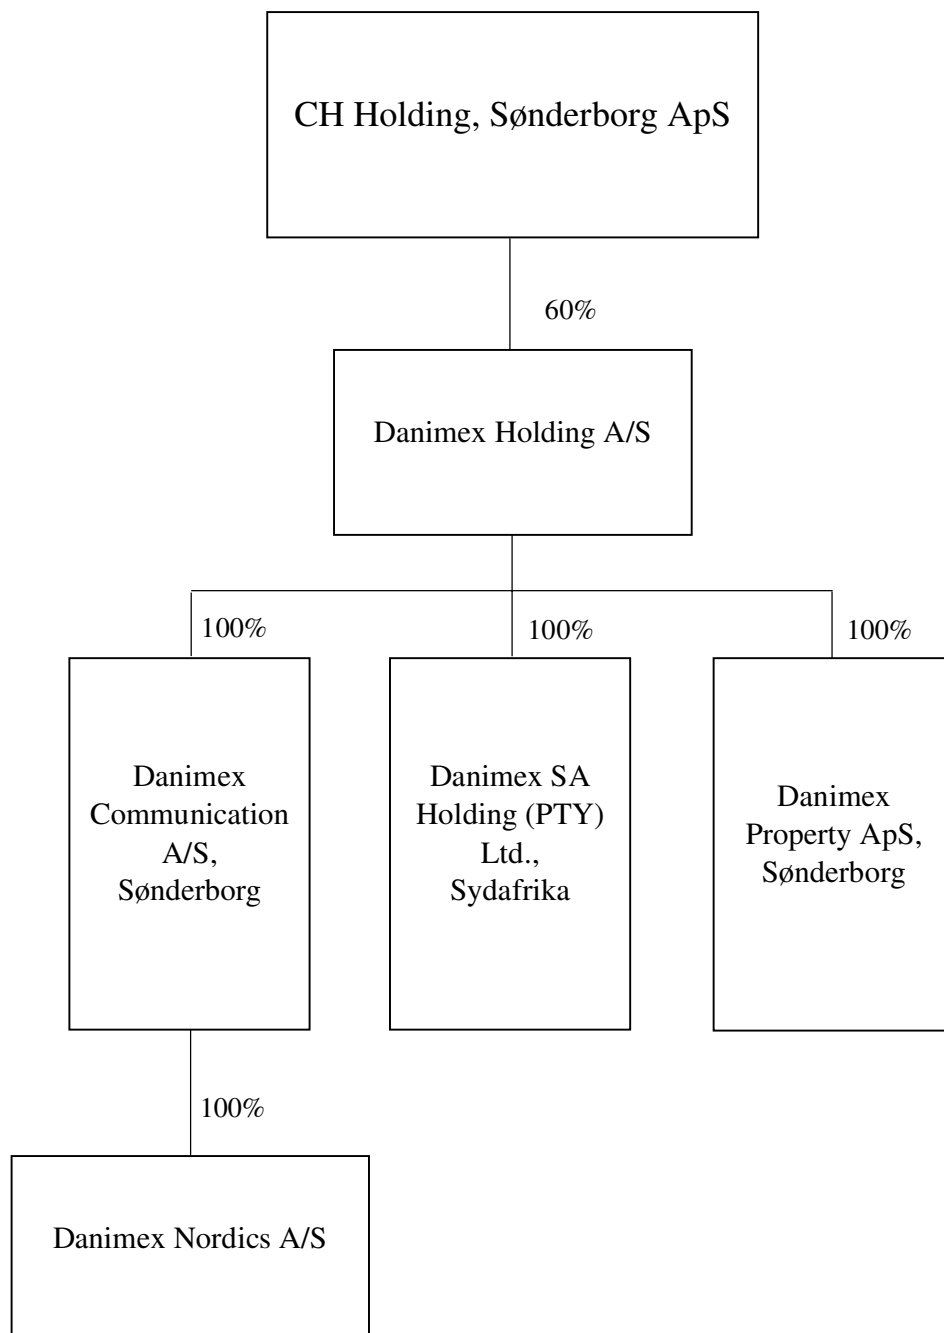 CH Holding, Sønderborg ApS
60%
Danimex Holding A/S
100%
100%
100%
Danimex
Communication
A/S,
Sønderborg
Danimex SA
Holding (PTY)
Ltd.,
Sydafrika
Danimex
Property ApS,
Sønderborg
100%
Danimex Nordics A/S